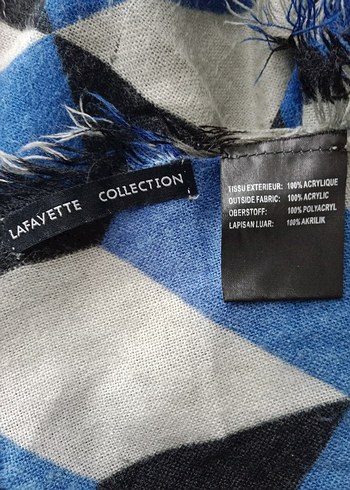 LAFAYETTE COLLECTION
TISSU EXTERIEUR: 100% ACRYLIQUE
OUTSIDE FABRIC: 100% ACRYLIC
OBERSTOFF: 100% POLYACRYL
LAPISAN LUAR: 100% AKRILIK